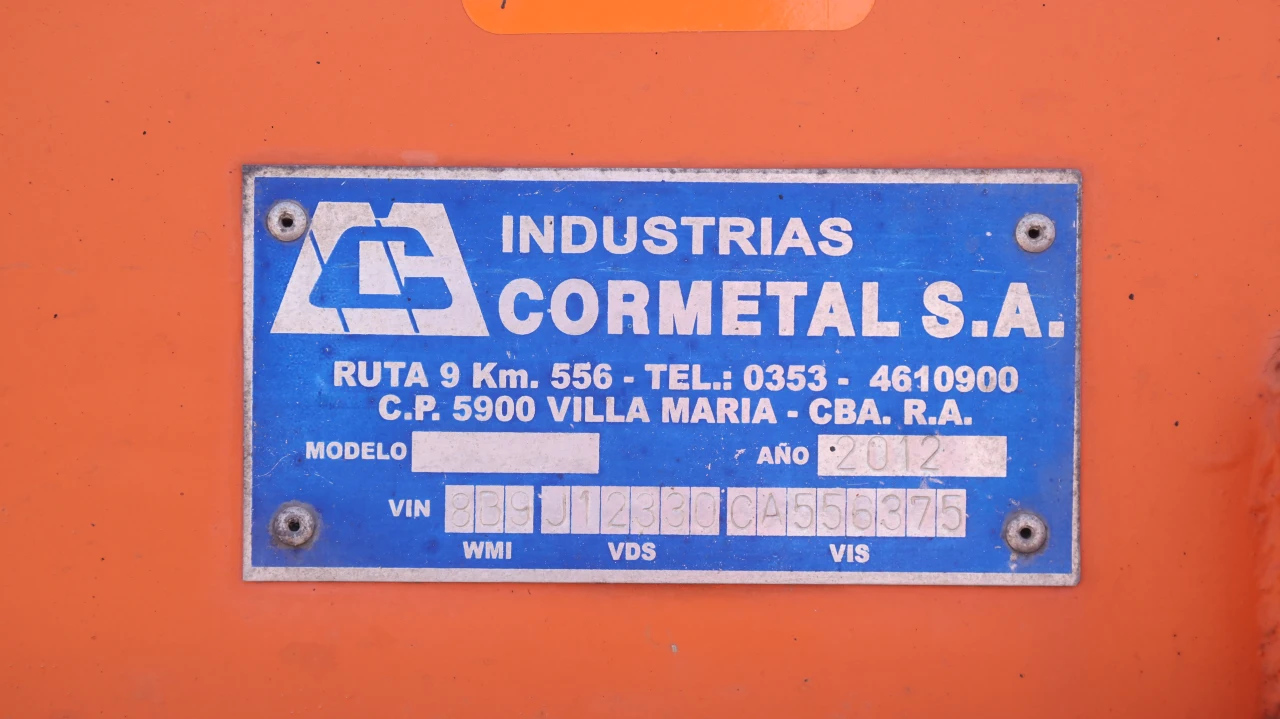 INDUSTRIAS
CORMETAL S.A.
RUTA 9 Km. 556 - TEL.: 0353 - 4610900
C.P. 5900 VILLA MARIA - CBA. R.A.
MODELO AÑO 2012
VIN 8B9 J12330 CA556375
WMI VDS VIS